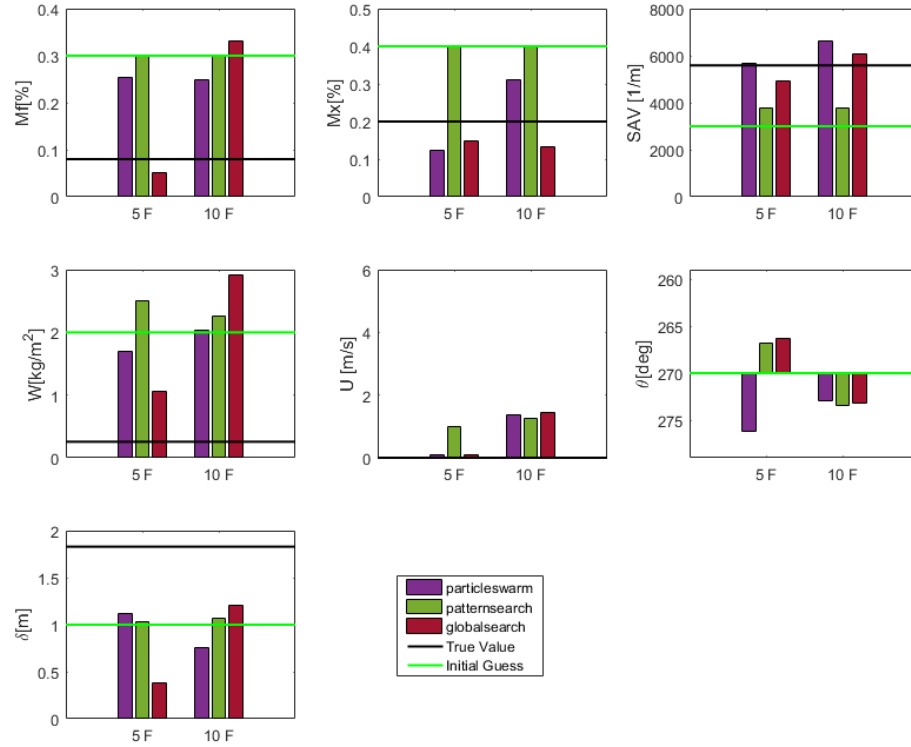 0.4
0.3
0.2
0.1
0
Mf[%]
5 F
10 F
0.5
0.4
0.3
0.2
0.1
0
Mx[%]
5 F
10 F
8000
6000
4000
2000
0
SAV [1/m]
5 F
10 F
3
2
1
0
W[kg/m²]
5 F
10 F
6
4
2
0
U [m/s]
5 F
10 F
260
265
270
275
θ[deg]
5 F
10 F
2
1.5
1
0.5
0
δ[m]
5 F
10 F
particleswarm
patternsearch
globalsearch
True Value
Initial Guess